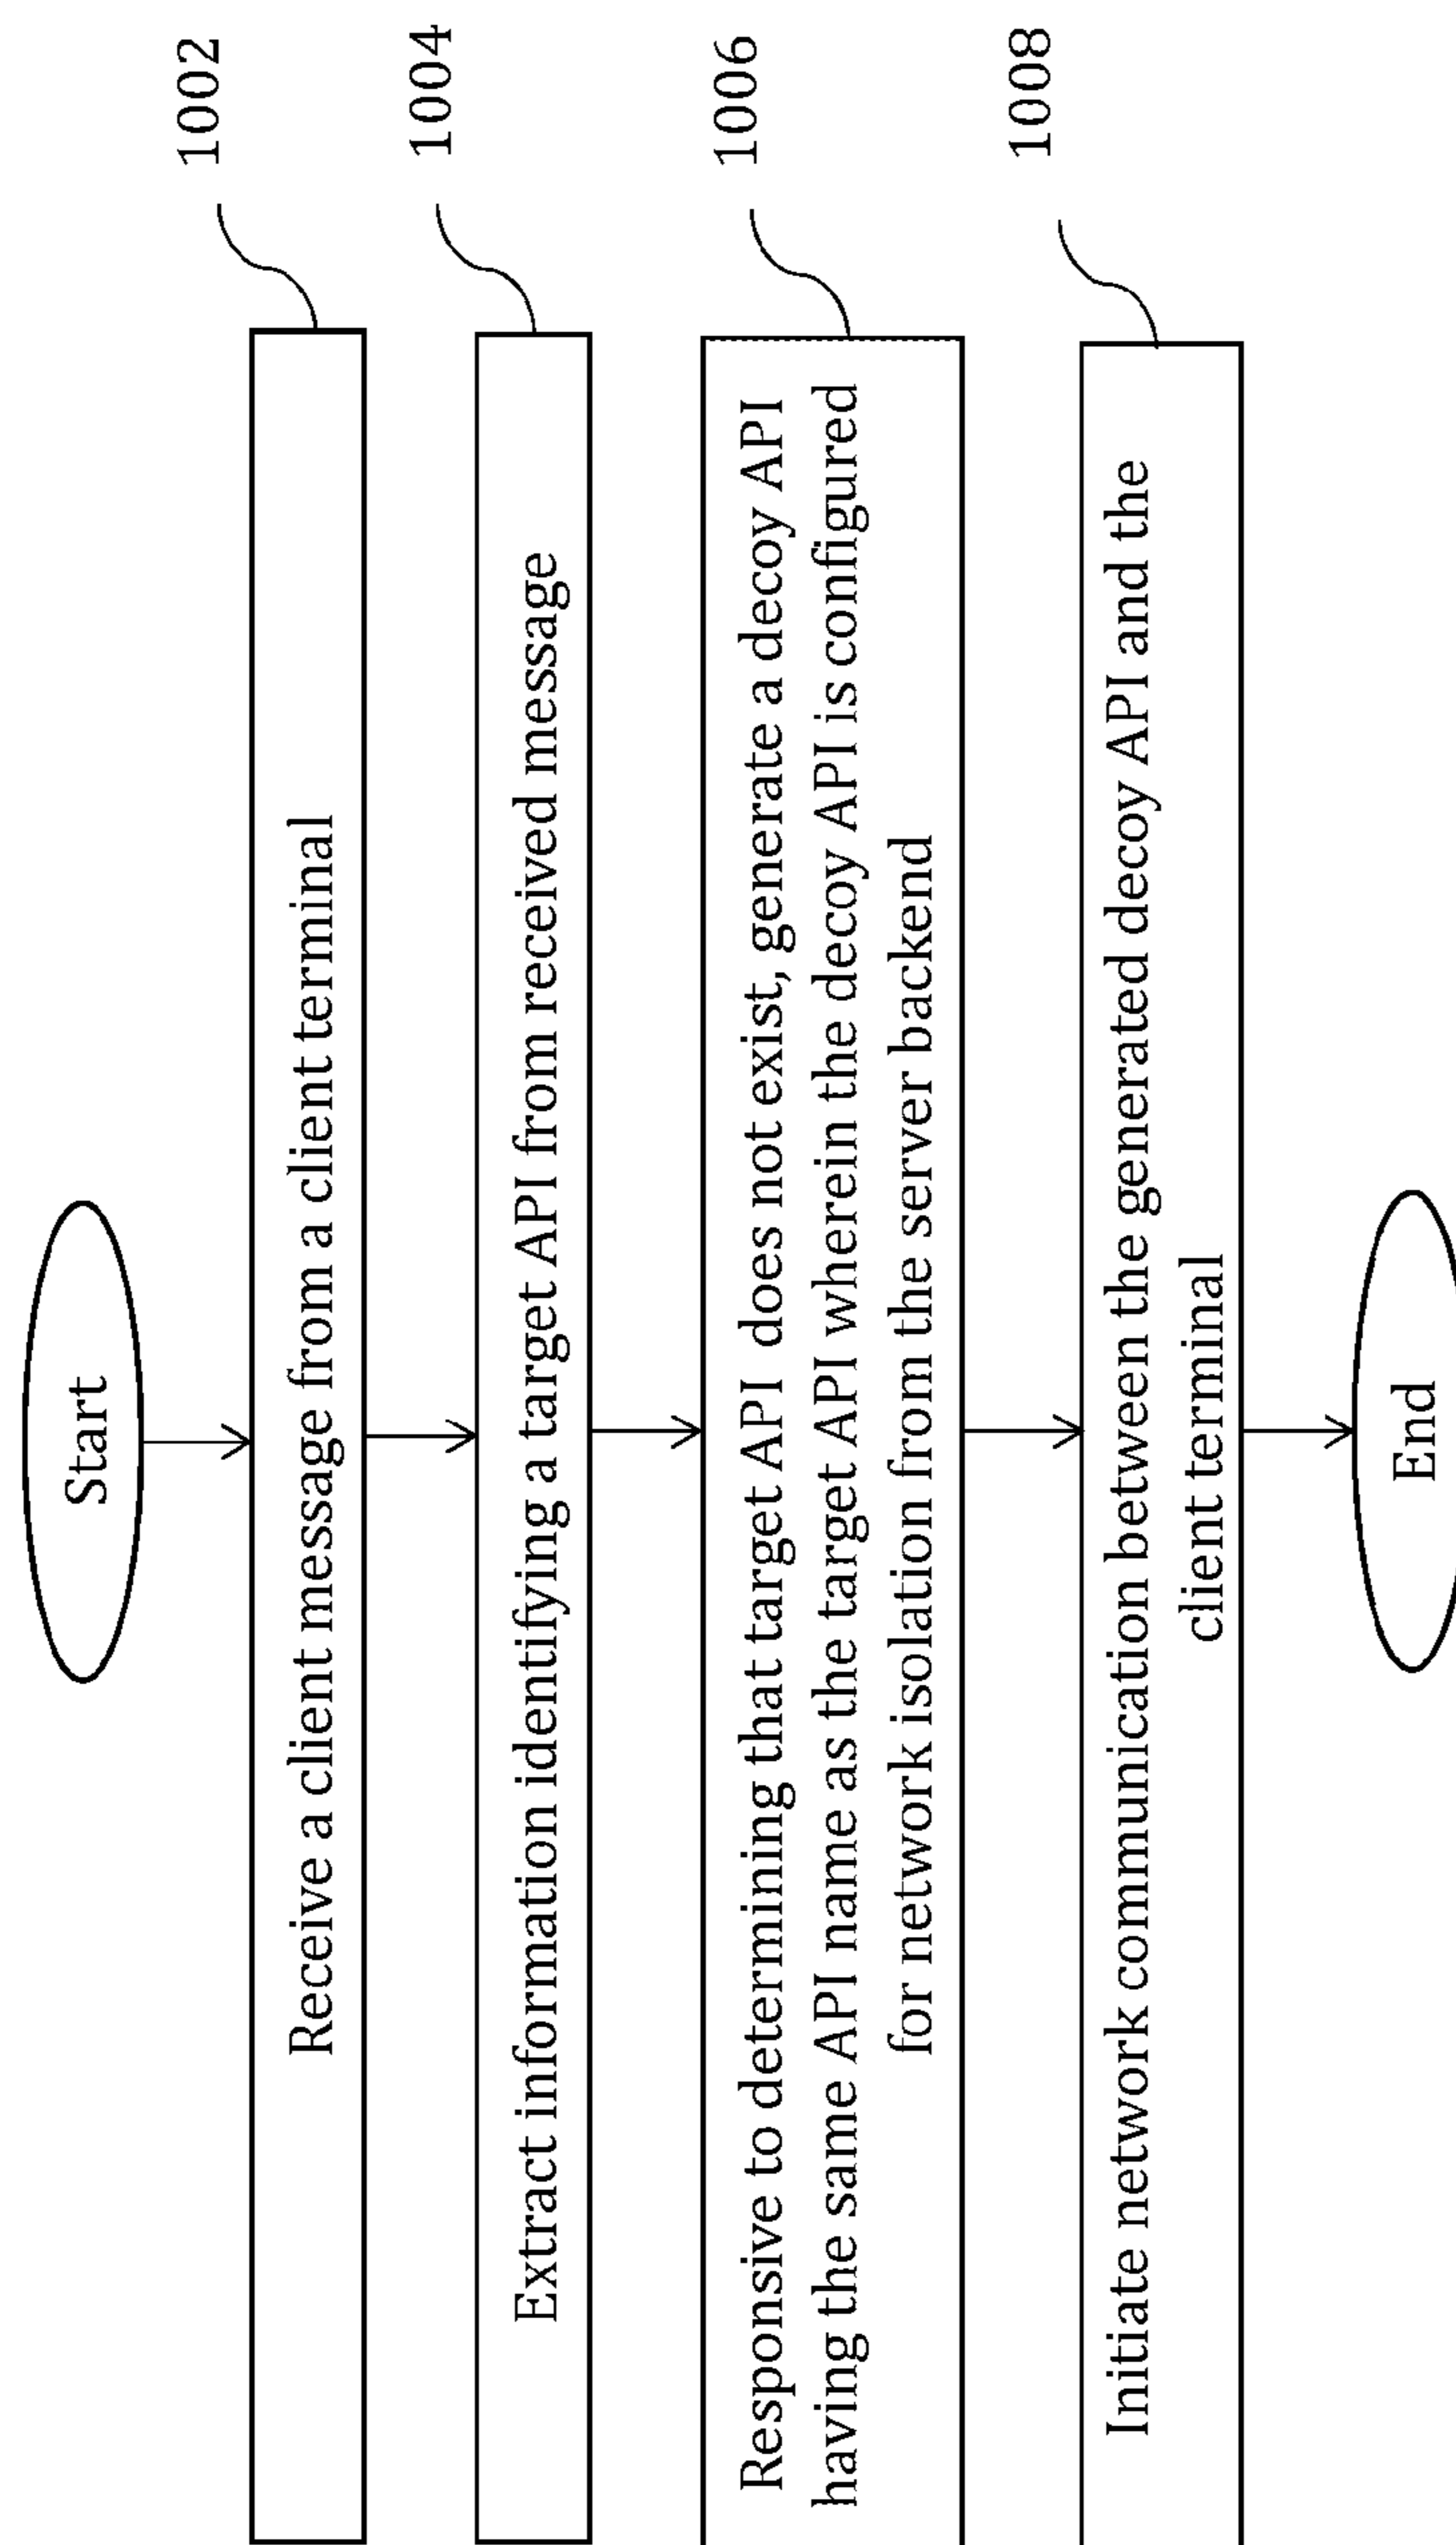 Start
1002
Receive a client message from a client terminal
1004
Extract information identifying a target API from received message
1006
Responsive to determining that target API does not exist, generate a decoy API
having the same API name as the target API wherein the decoy API is configured
for network isolation from the server backend
1008
Initiate network communication between the generated decoy API and the
client terminal
End